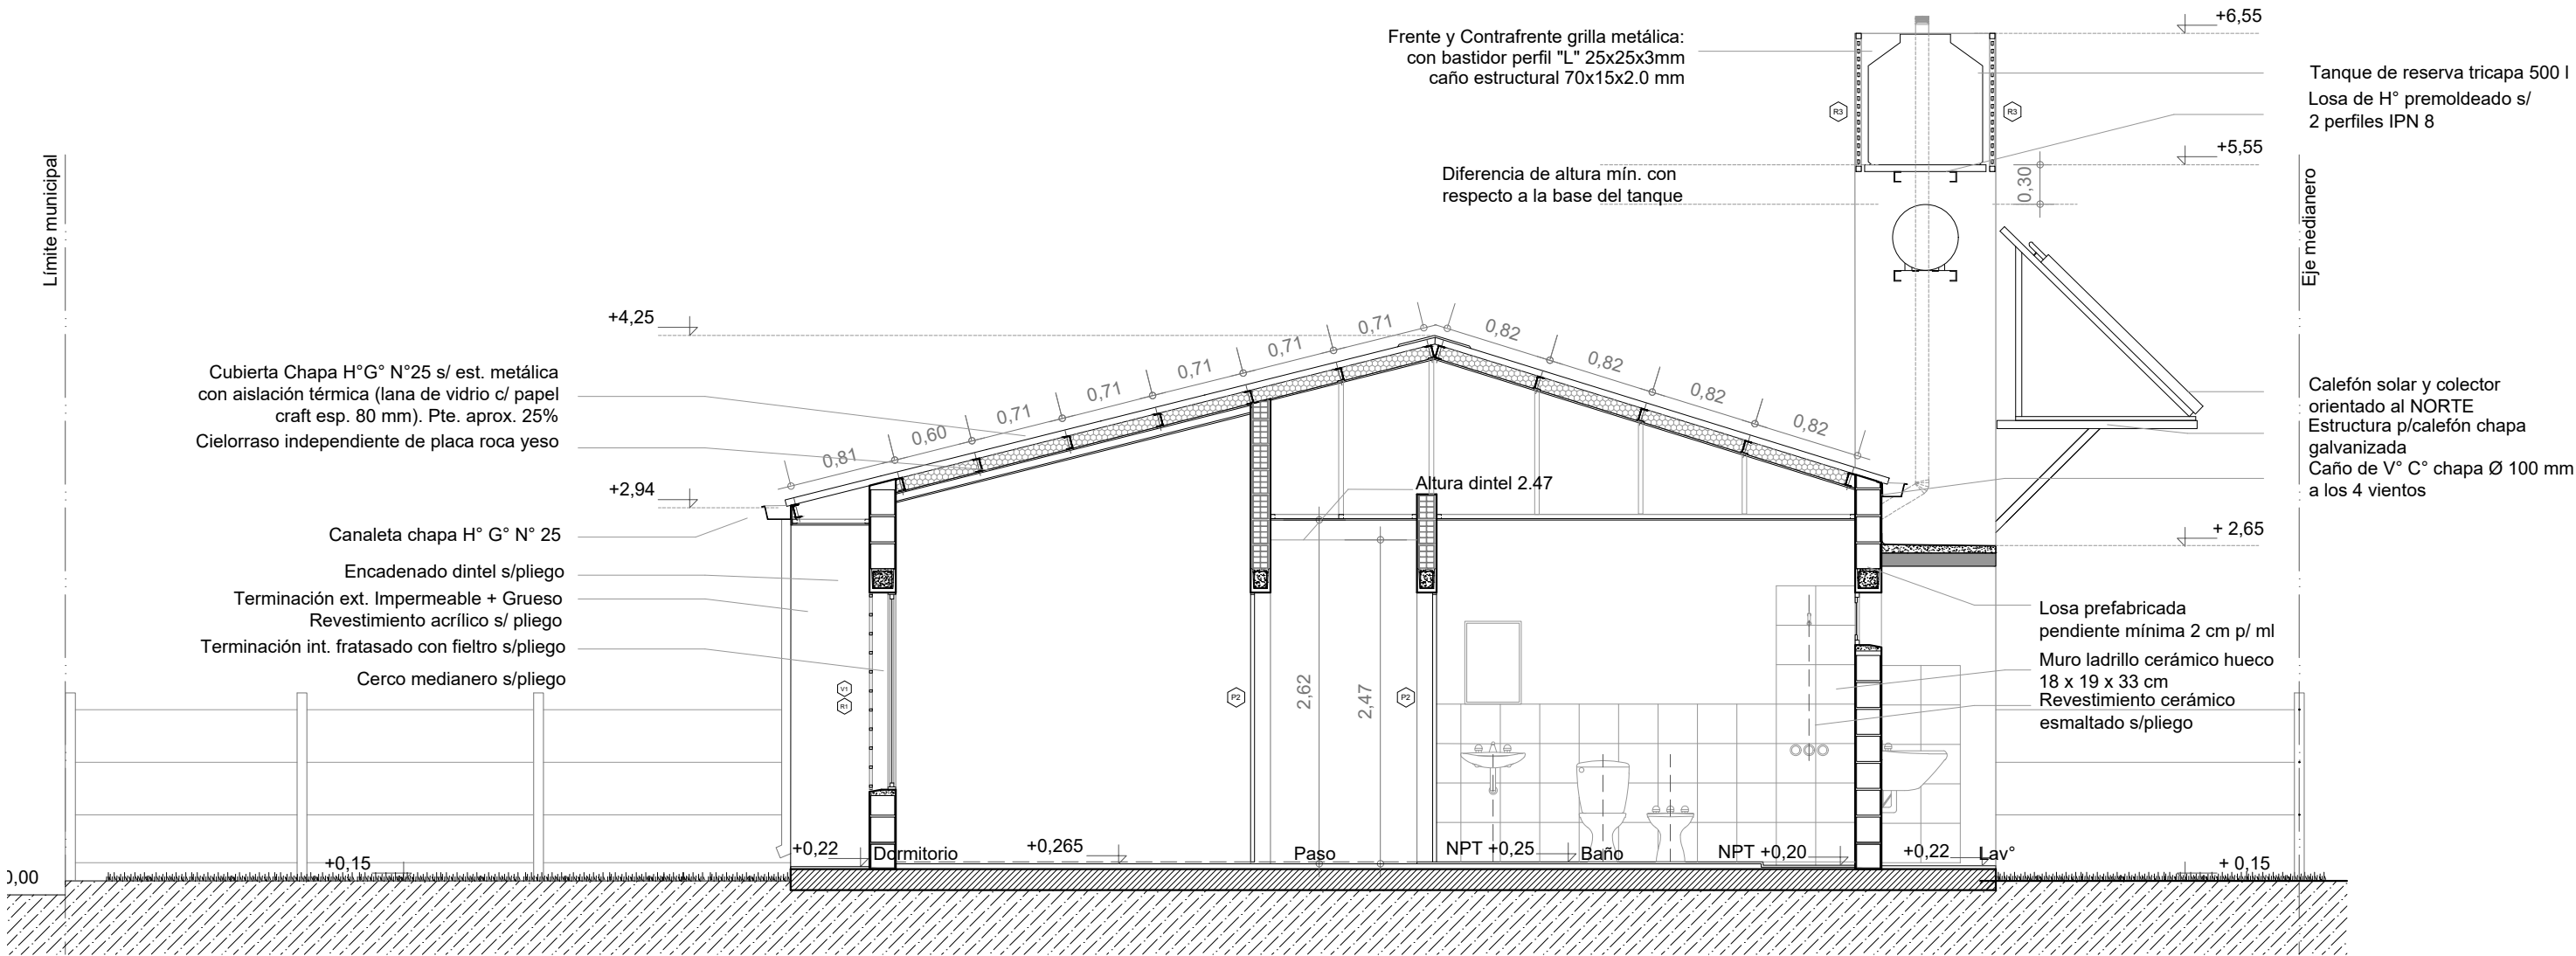 +6,55
Frente y Contrafrente grilla metálica:
con bastidor perfil "L" 25x25x3mm
caño estructural 70x15x2.0 mm
Tanque de reserva tricapa 500 l
Losa de H° premoldeado s/
2 perfiles IPN 8
R3
R3
+5,55
Límite municipal
Diferencia de altura mín. con
respecto a la base del tanque
0,30
Eje medianero
+4,25
0,71
0,71
0,71
0,71
0,71
0,60
0,81
0,82
0,82
0,82
0,82
Cubierta Chapa H°G° N°25 s/ est. metálica
con aislación térmica (lana de vidrio c/ papel
craft esp. 80 mm). Pte. aprox. 25%
Cielorraso independiente de placa roca yeso
Calefón solar y colector
orientado al NORTE
Estructura p/calefón chapa
galvanizada
Caño de V° C° chapa Ø 100 mm
a los 4 vientos
+2,94
Altura dintel 2.47
Canaleta chapa H° G° N° 25
+ 2,65
Encadenado dintel s/pliego
Terminación ext. Impermeable + Grueso
Revestimiento acrílico s/ pliego
Terminación int. fratasado con fieltro s/pliego
Cerco medianero s/pliego
Losa prefabricada
pendiente mínima 2 cm p/ ml
Muro ladrillo cerámico hueco
18 x 19 x 33 cm
Revestimiento cerámico
esmaltado s/pliego
V1
R1
P2
2,62
2,47
P2
0,00
+0,15
+0,22
Dormitorio
+0,265
Paso
NPT +0,25
Baño
NPT +0,20
+0,22
Lav°
+ 0,15